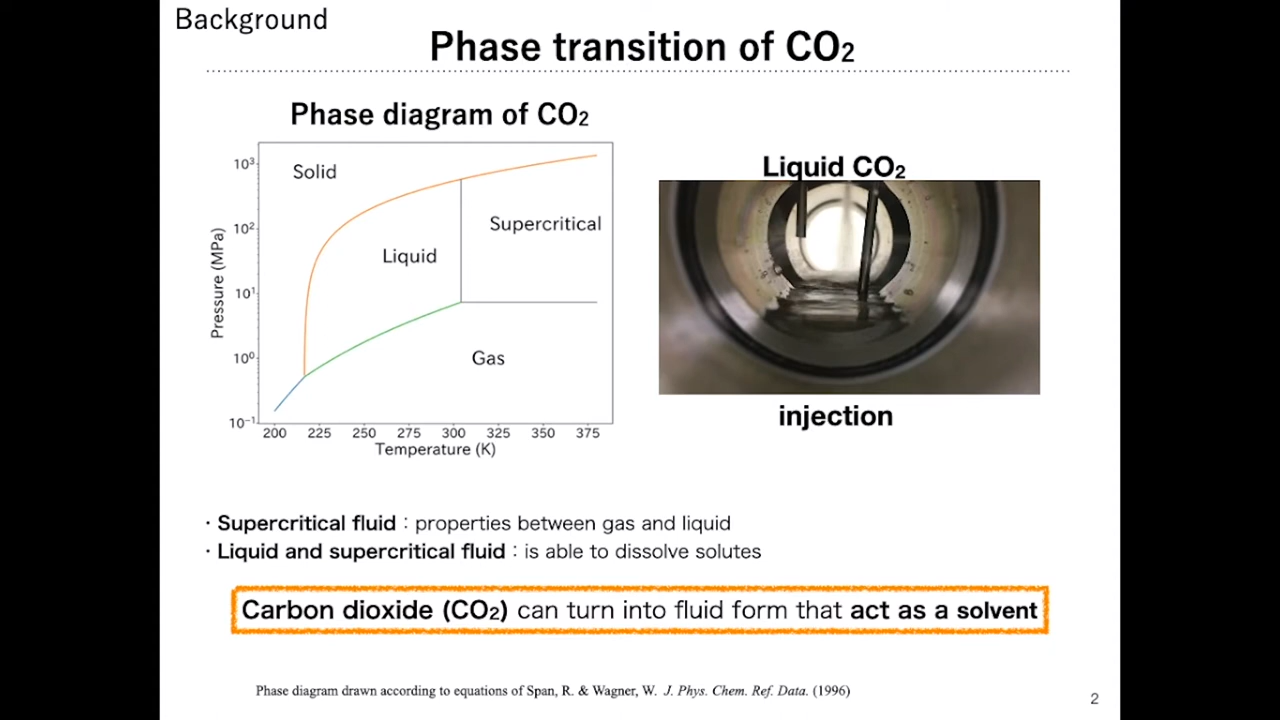 Background
Phase transition of CO₂
Phase diagram of CO₂
Solid
Liquid
Supercritical
Gas
Pressure (MPa)
10³
10²
10¹
10⁰
10⁻¹
200 225 250 275 300 325 350 375
Temperature (K)
Liquid CO₂
injection
・Supercritical fluid：properties between gas and liquid
・Liquid and supercritical fluid：is able to dissolve solutes
Carbon dioxide (CO₂) can turn into fluid form that act as a solvent
Phase diagram drawn according to equations of Span, R. & Wagner, W. J. Phys. Chem. Ref. Data. (1996)
2